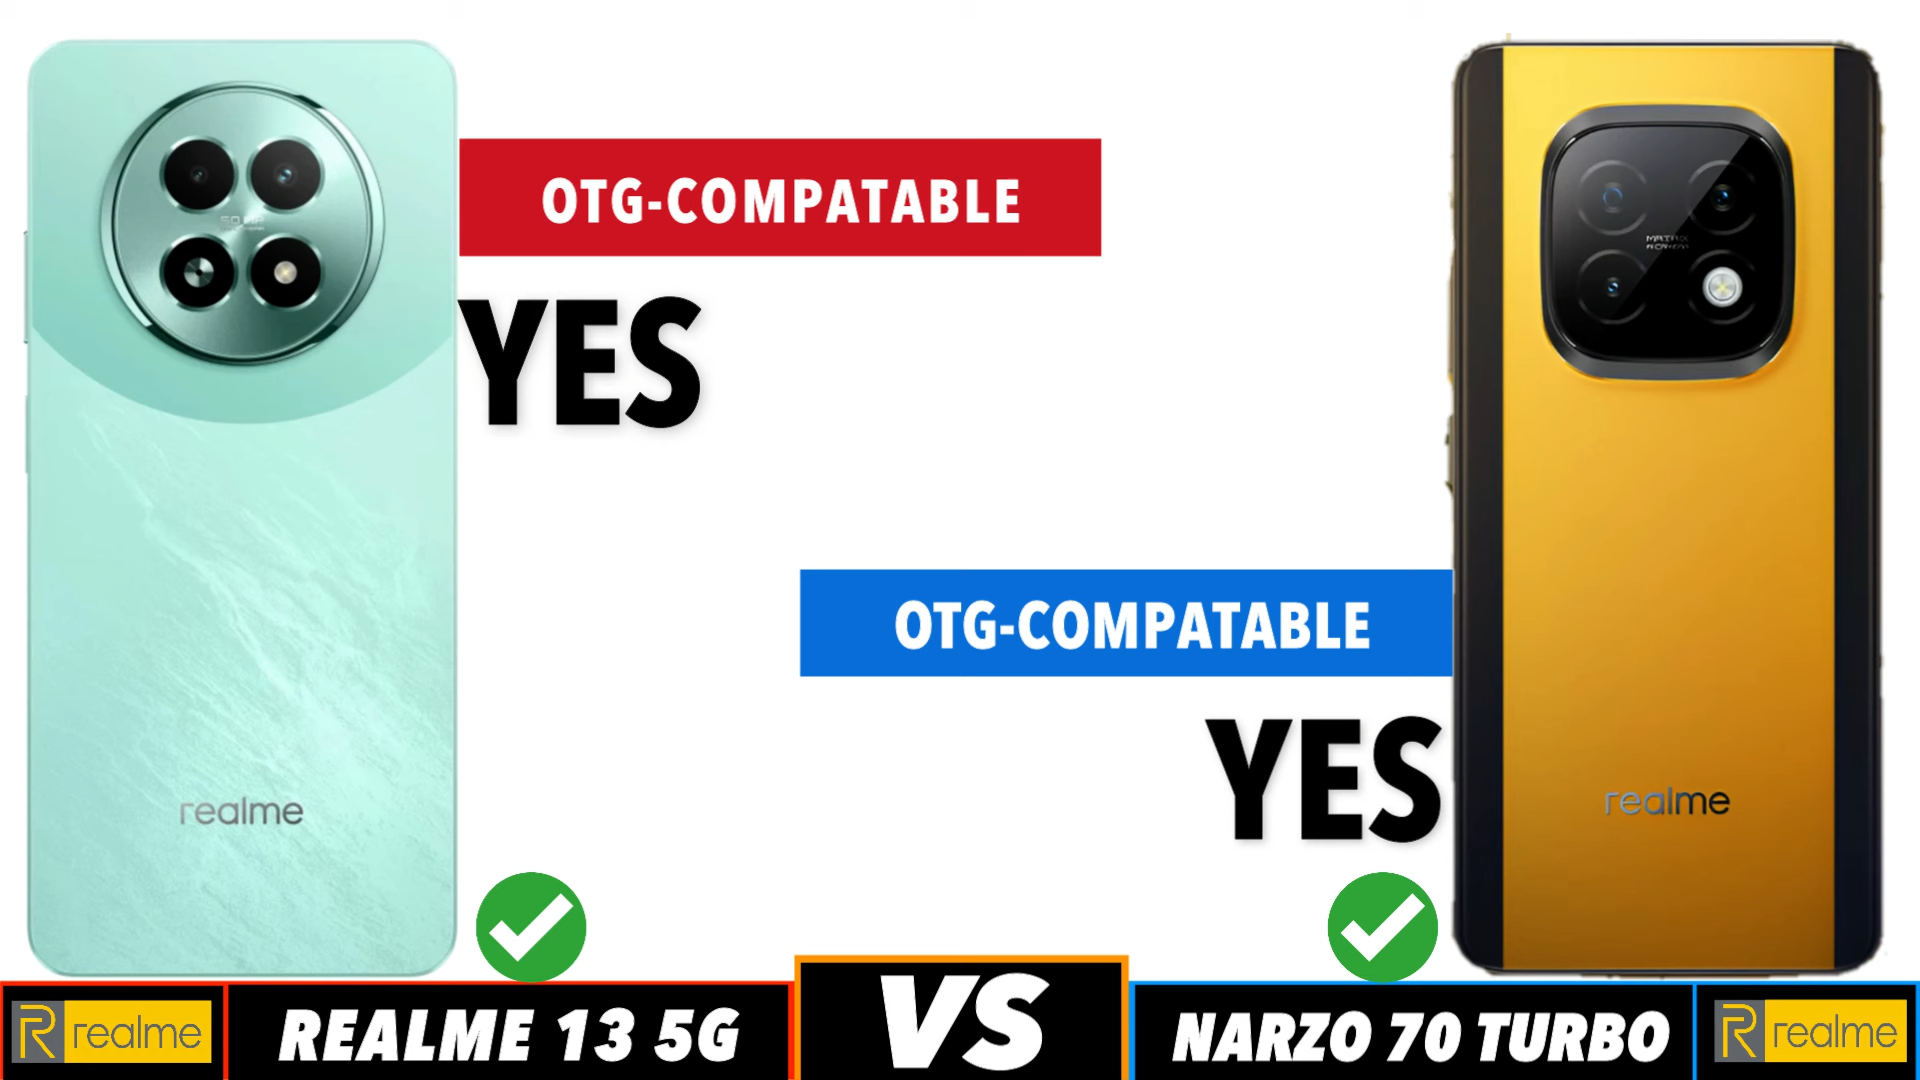 OTG-COMPATABLE
YES
OTG-COMPATABLE
YES
realme
realme
realme
REALME 13 5G
VS
NARZO 70 TURBO
realme